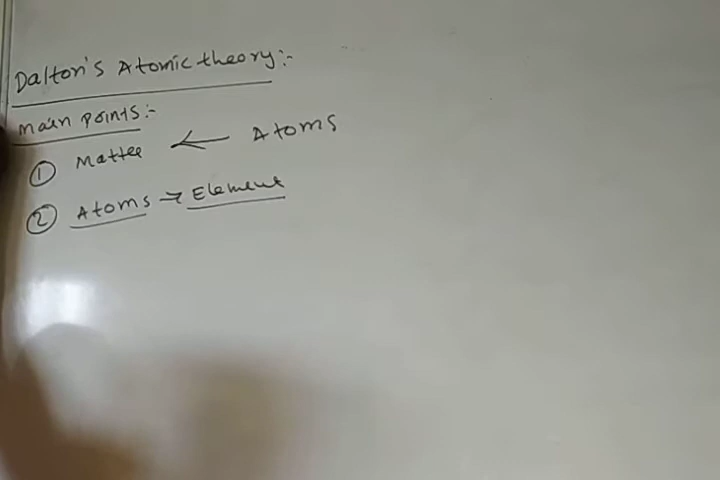 Dalton's Atomic theory:-
main points:-
① Matter ← Atoms
② Atoms → Element